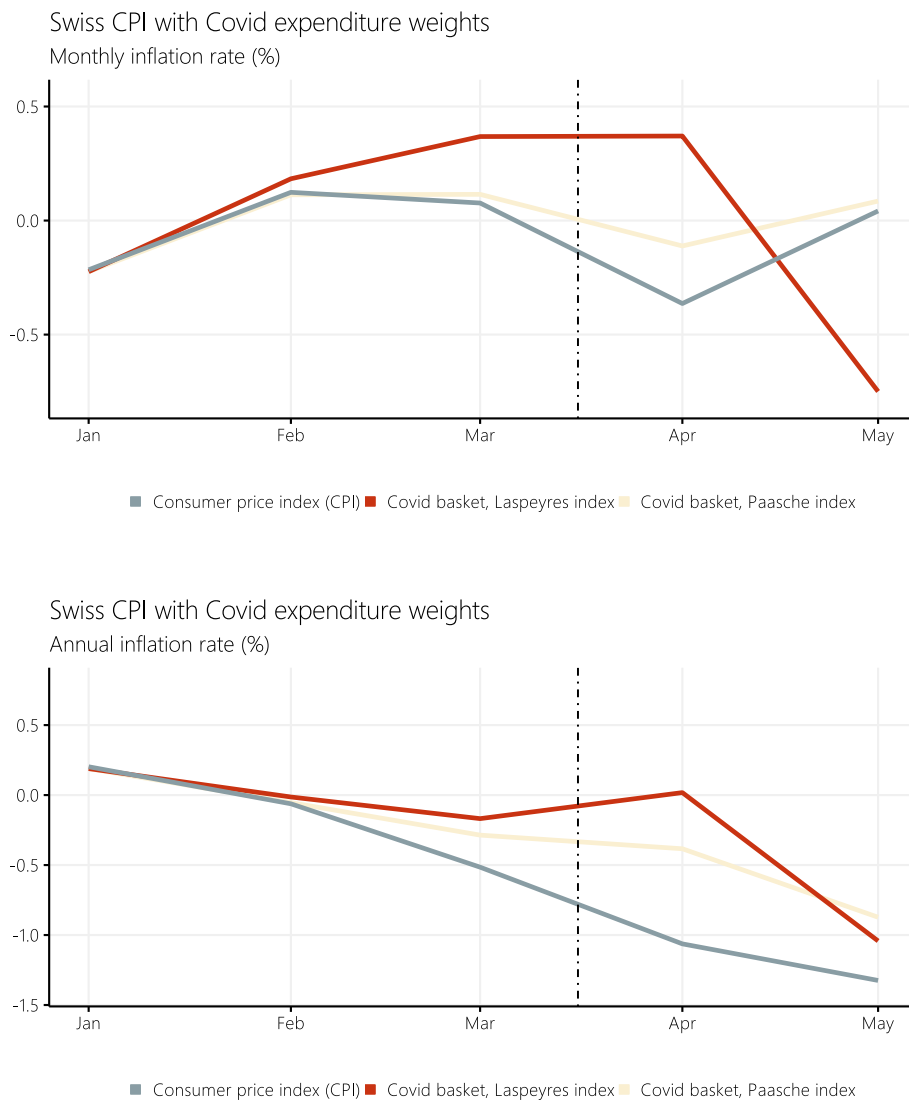 Swiss CPI with Covid expenditure weights
Monthly inflation rate (%)
0.5
0.0
-0.5
Jan Feb Mar Apr May
Consumer price index (CPI) Covid basket, Laspeyres index Covid basket, Paasche index
Swiss CPI with Covid expenditure weights
Annual inflation rate (%)
0.5
0.0
-0.5
-1.0
-1.5
Jan Feb Mar Apr May
Consumer price index (CPI) Covid basket, Laspeyres index Covid basket, Paasche index